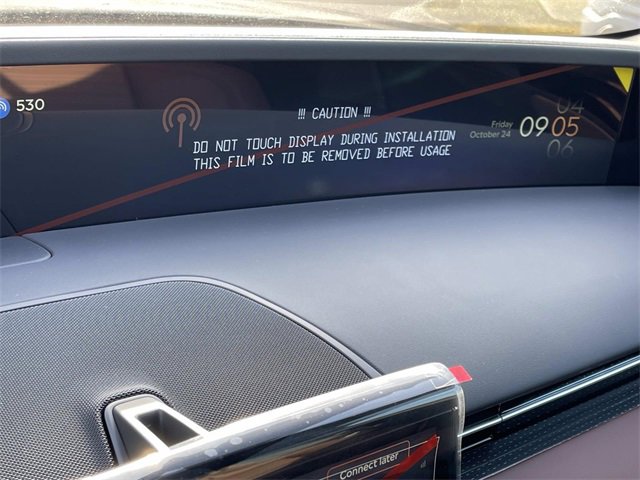 530
!!! CAUTION !!!
DO NOT TOUCH DISPLAY DURING INSTALLATION
THIS FILM IS TO BE REMOVED BEFORE USAGE
Friday
October 24
04
09 05
06
Connect later